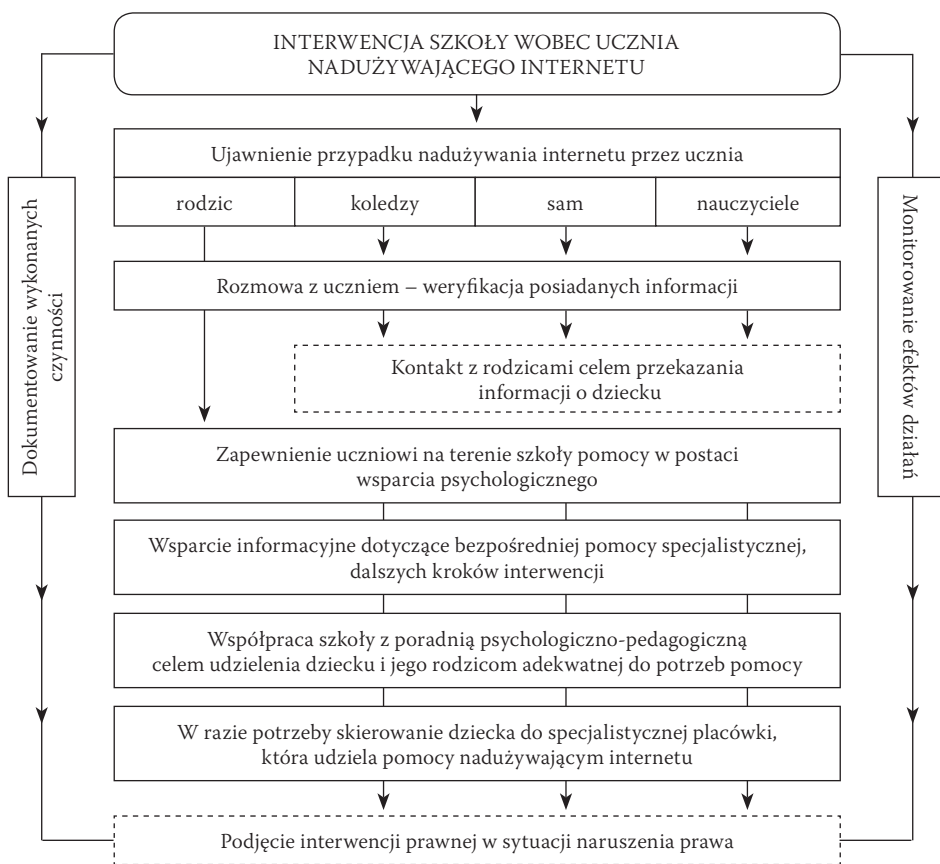 INTERWENCJA SZKOŁY WOBEC UCZNIA
NADUŻYWAJĄCEGO INTERNETU
Ujawnienie przypadku nadużywania internetu przez ucznia
rodzic
koledzy
sam
nauczyciele
Rozmowa z uczniem – weryfikacja posiadanych informacji
Kontakt z rodzicami celem przekazania
informacji o dziecku
Zapewnienie uczniowi na terenie szkoły pomocy w postaci
wsparcia psychologicznego
Wsparcie informacyjne dotyczące bezpośredniej pomocy specjalistycznej,
dalszych kroków interwencji
Współpraca szkoły z poradnią psychologiczno-pedagogiczną
celem udzielenia dziecku i jego rodzicom adekwatnej do potrzeb pomocy
W razie potrzeby skierowanie dziecka do specjalistycznej placówki,
która udziela pomocy nadużywającym internetu
Podjęcie interwencji prawnej w sytuacji naruszenia prawa
Dokumentowanie wykonanych
czynności
Monitorowanie efektów działań